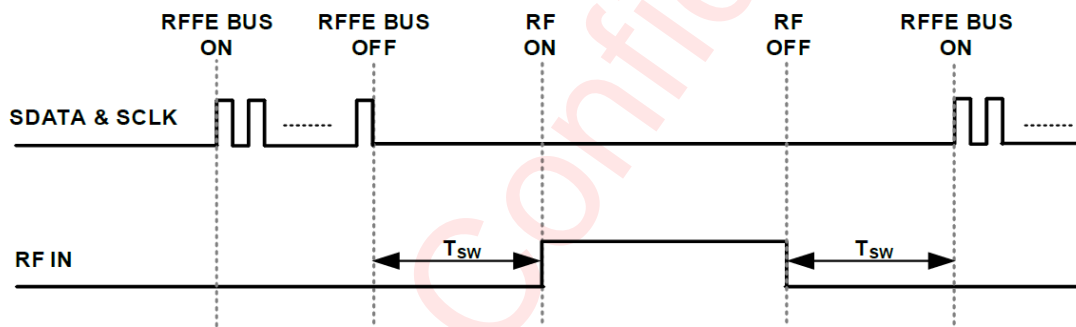 RFFE BUS
ON
RFFE BUS
OFF
RF
ON
RF
OFF
RFFE BUS
ON
SDATA & SCLK
RF IN
TSW
TSW